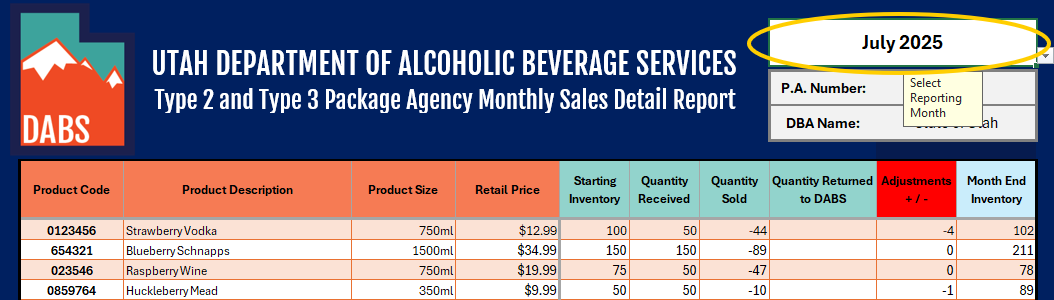 DABS
UTAH DEPARTMENT OF ALCOHOLIC BEVERAGE SERVICES
Type 2 and Type 3 Package Agency Monthly Sales Detail Report
July 2025
P.A. Number:
Select
Reporting
Month
DBA Name: Utah
Product Code Product Description Product Size Retail Price Starting Inventory Quantity Received Quantity Sold Quantity Returned to DABS Adjustments + / - Month End Inventory
0123456 Strawberry Vodka 750ml $12.99 100 50 -44 -4 102
654321 Blueberry Schnapps 1500ml $34.99 150 150 -89 0 211
023546 Raspberry Wine 750ml $19.99 75 50 -47 0 78
0859764 Huckleberry Mead 350ml $9.99 50 50 -10 -1 89